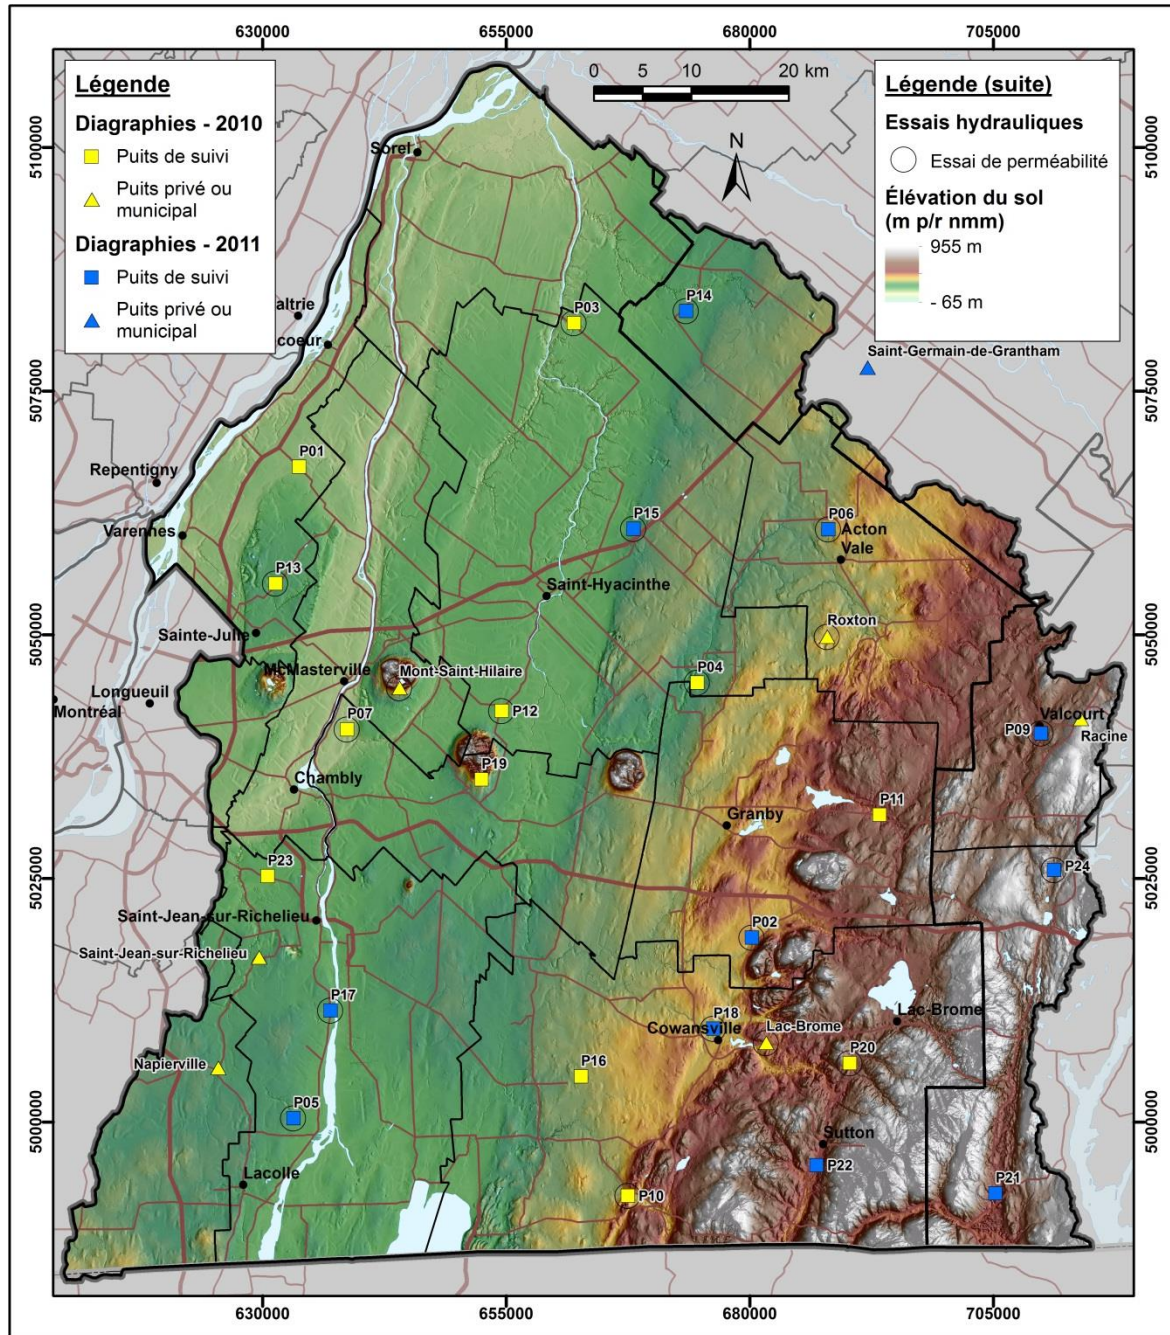 630000
655000
680000
705000
Légende
Diagraphies - 2010
Puits de suivi
Puits privé ou
municipal
Diagraphies - 2011
Puits de suivi
Puits privé ou
municipal
0 5 10 20 km
N
Légende (suite)
Essais hydrauliques
Essai de perméabilité
Élévation du sol
(m p/r nmm)
955 m
- 65 m
5100000
5100000
Sorel
P14
P03
altrie
coeur
Saint-Germain-de-Grantham
5075000
5075000
P01
Repentigny
Varennes
P15
P06
Acton
Vale
P13
Saint-Hyacinthe
Roxton
5050000
5050000
Sainte-Julie
McMasterville
Mont-Saint-Hilaire
P04
Longueuil
Montréal
P12
P07
P09
Valcourt
Racine
P19
Chambly
Granby
P11
P23
P24
5025000
5025000
Saint-Jean-sur-Richelieu
P02
Saint-Jean-sur-Richelieu
P17
P18
Cowansville
Lac-Brome
Lac-Brome
Napierville
P16
P20
P05
5000000
5000000
Sutton
P22
Lacolle
P10
P21
630000
655000
680000
705000